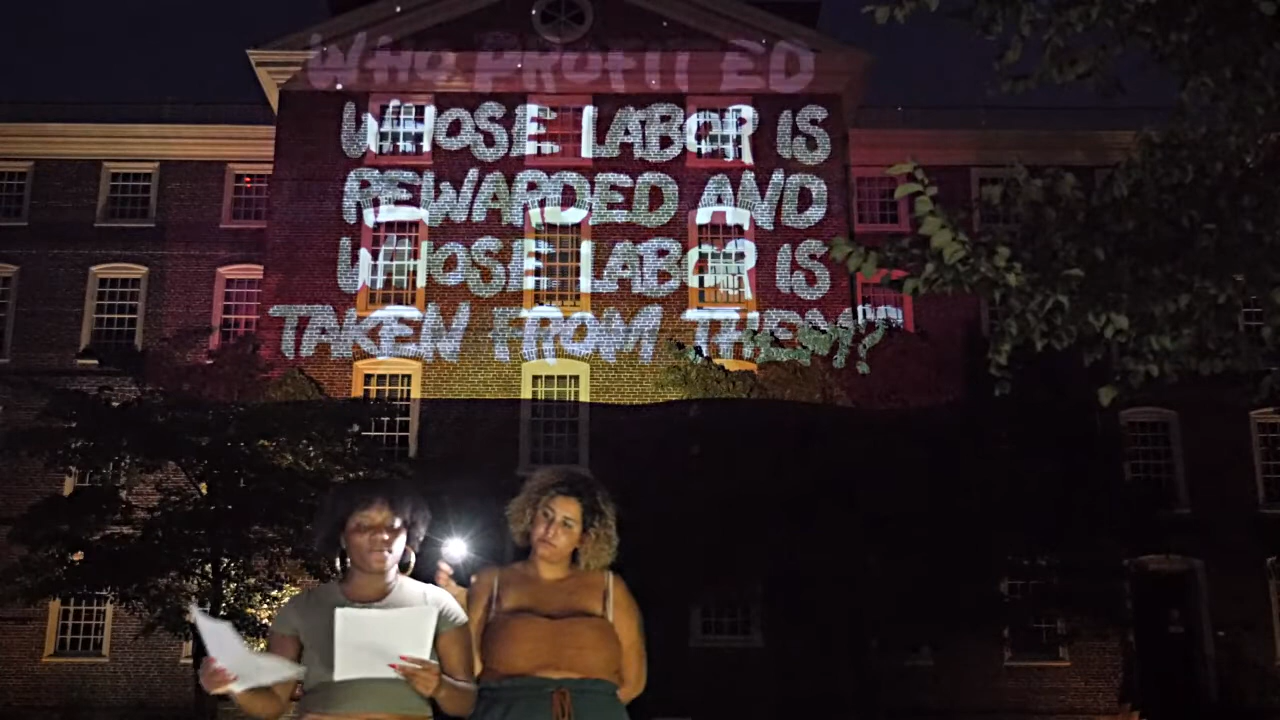 WHO PROFITED
WHOSE LABOR IS
REWARDED AND
WHOSE LABOR IS
TAKEN FROM THEM?